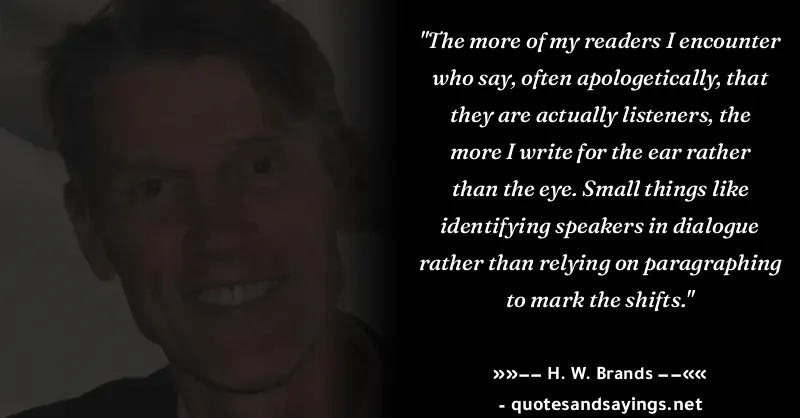 "The more of my readers I encounter
who say, often apologetically, that
they are actually listeners, the
more I write for the ear rather
than the eye. Small things like
identifying speakers in dialogue
rather than relying on paragraphing
to mark the shifts."
»»−− H. W. Brands −−««
- quotesandsayings.net